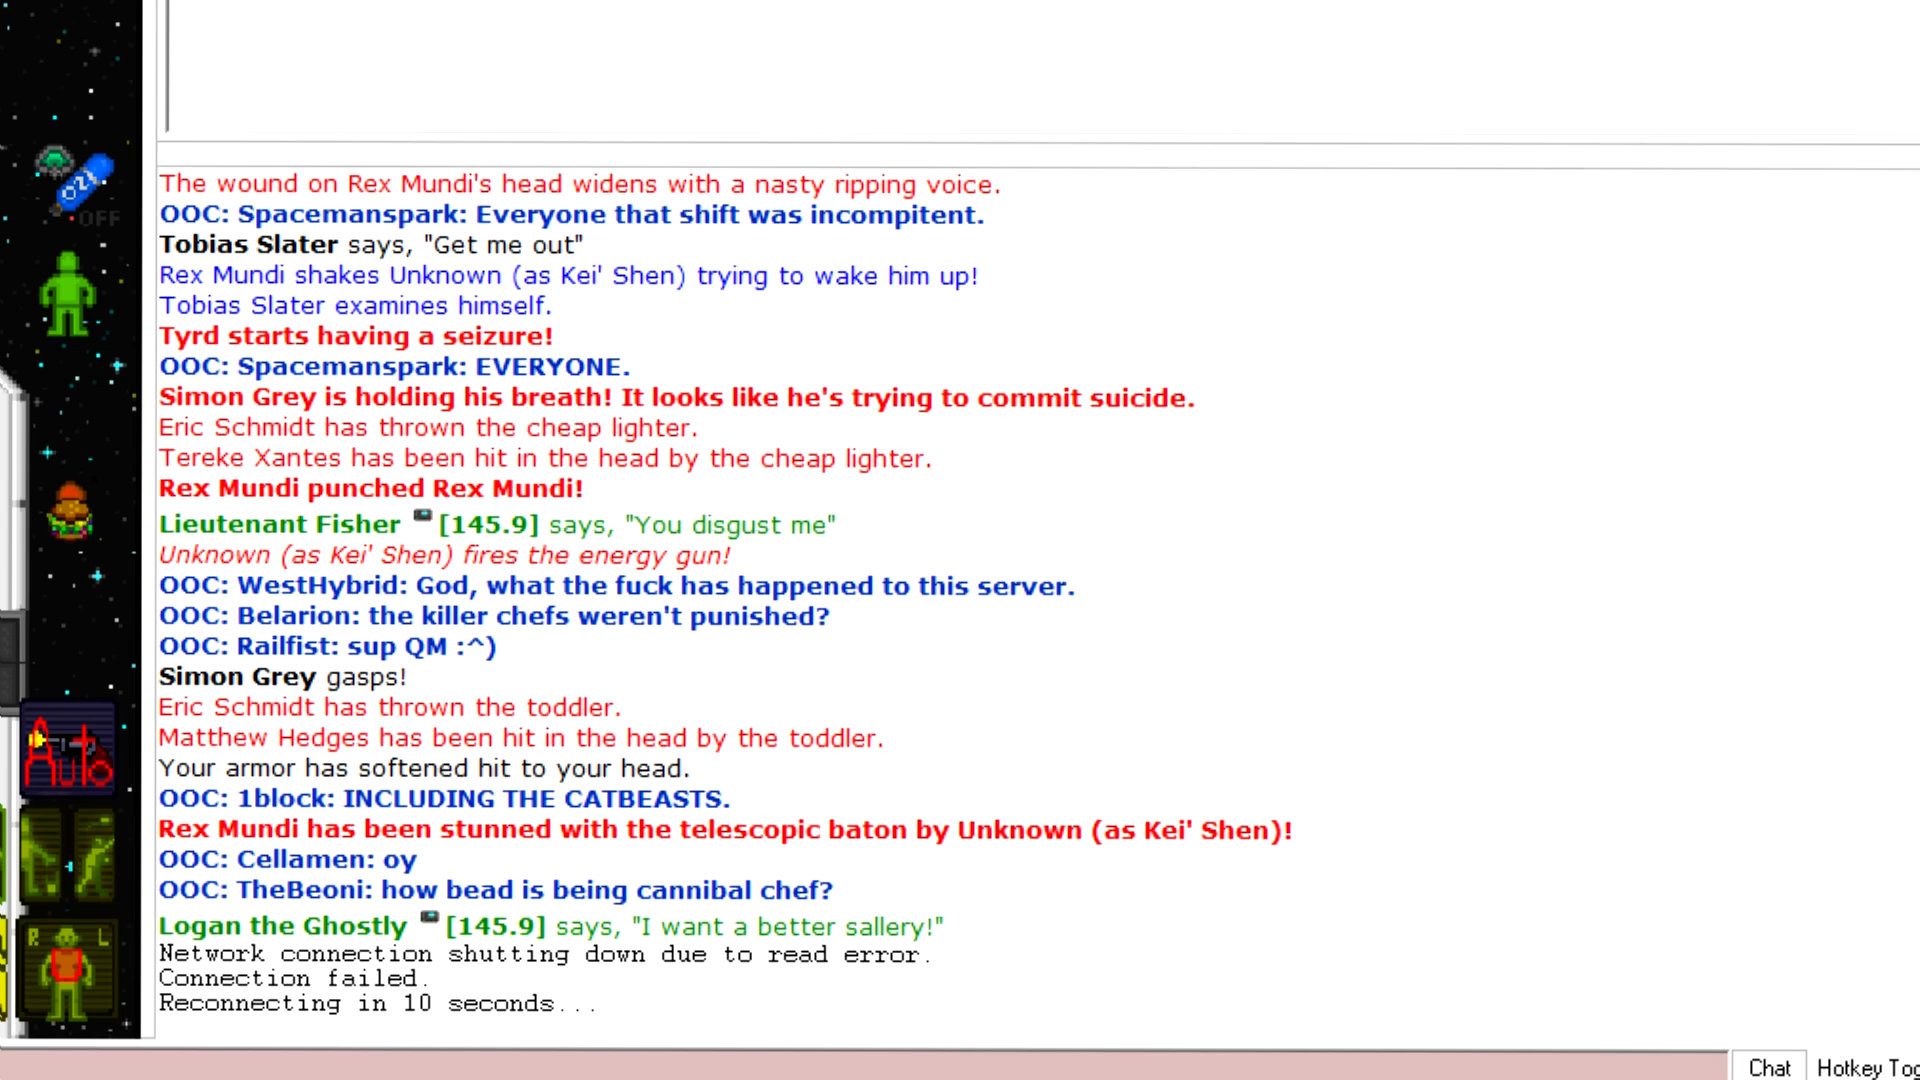 The wound on Rex Mundi's head widens with a nasty ripping voice.
OOC: Spacemanspark: Everyone that shift was incompitent.
Tobias Slater says, "Get me out"
Rex Mundi shakes Unknown (as Kei' Shen) trying to wake him up!
Tobias Slater examines himself.
Tyrd starts having a seizure!
OOC: Spacemanspark: EVERYONE.
Simon Grey is holding his breath! It looks like he's trying to commit suicide.
Eric Schmidt has thrown the cheap lighter.
Tereke Xantes has been hit in the head by the cheap lighter.
Rex Mundi punched Rex Mundi!
Lieutenant Fisher [145.9] says, "You disgust me"
Unknown (as Kei' Shen) fires the energy gun!
OOC: WestHybrid: God, what the fuck has happened to this server.
OOC: Belarion: the killer chefs weren't punished?
OOC: Railfist: sup QM :^)
Simon Grey gasps!
Eric Schmidt has thrown the toddler.
Matthew Hedges has been hit in the head by the toddler.
Your armor has softened hit to your head.
OOC: 1block: INCLUDING THE CATBEASTS.
Rex Mundi has been stunned with the telescopic baton by Unknown (as Kei' Shen)!
OOC: Cellamen: oy
OOC: TheBeoni: how bead is being cannibal chef?
Logan the Ghostly [145.9] says, "I want a better sallery!"
Network connection shutting down due to read error.
Connection failed.
Reconnecting in 10 seconds...
O2
OFF
Auto
R L
Chat Hotkey Tog